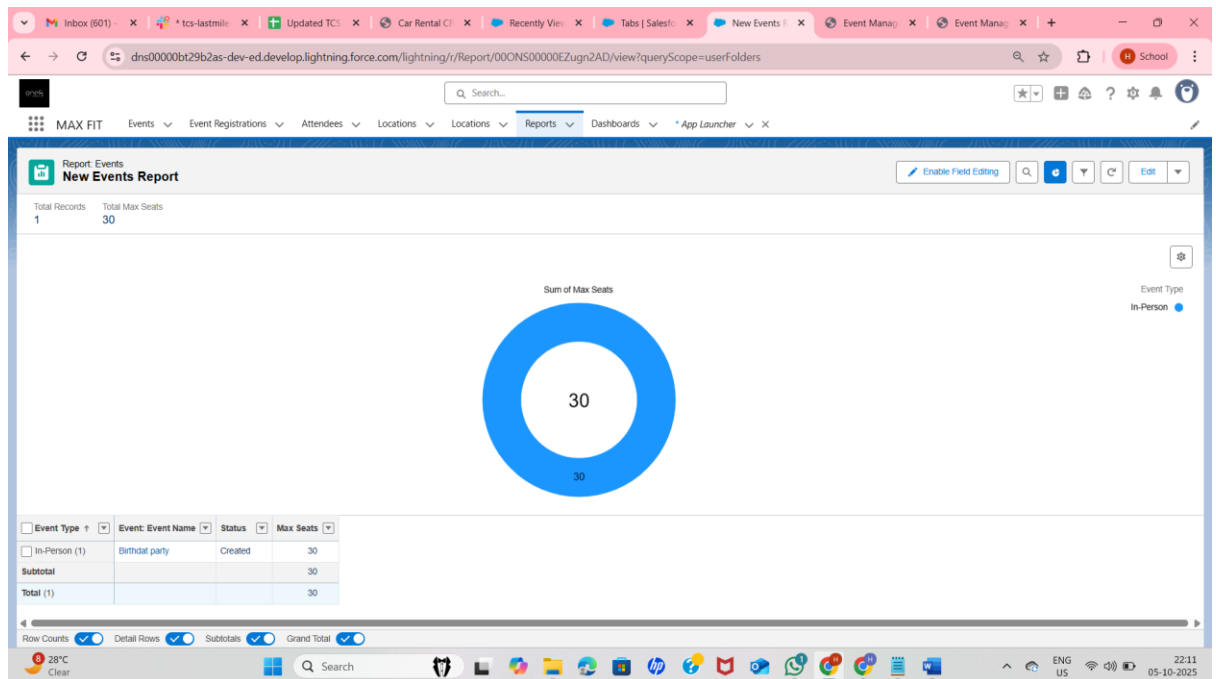 Inbox (601) -
* tcs-lastmile
Updated TCS
Car Rental Cl
Recently Viev
Tabs | Salesfo
New Events R
Event Manag
Event Manag
dns00000bt29b2as-dev-ed.develop.lightning.force.com/lightning/r/Report/00ONS00000EZugn2AD/view?queryScope=userFolders
H School
Search...
MAX FIT Events Event Registrations Attendees Locations Locations Reports Dashboards * App Launcher
Report: Events
New Events Report
Enable Field Editing
Edit
Total Records Total Max Seats
1 30
Sum of Max Seats
Event Type
In-Person
30
30
Event Type ↑ Event: Event Name Status Max Seats
In-Person (1) Birthdat party Created 30
Subtotal 30
Total (1) 30
Row Counts Detail Rows Subtotals Grand Total
8 28°C
Clear
Search
ENG
US
22:11
05-10-2025